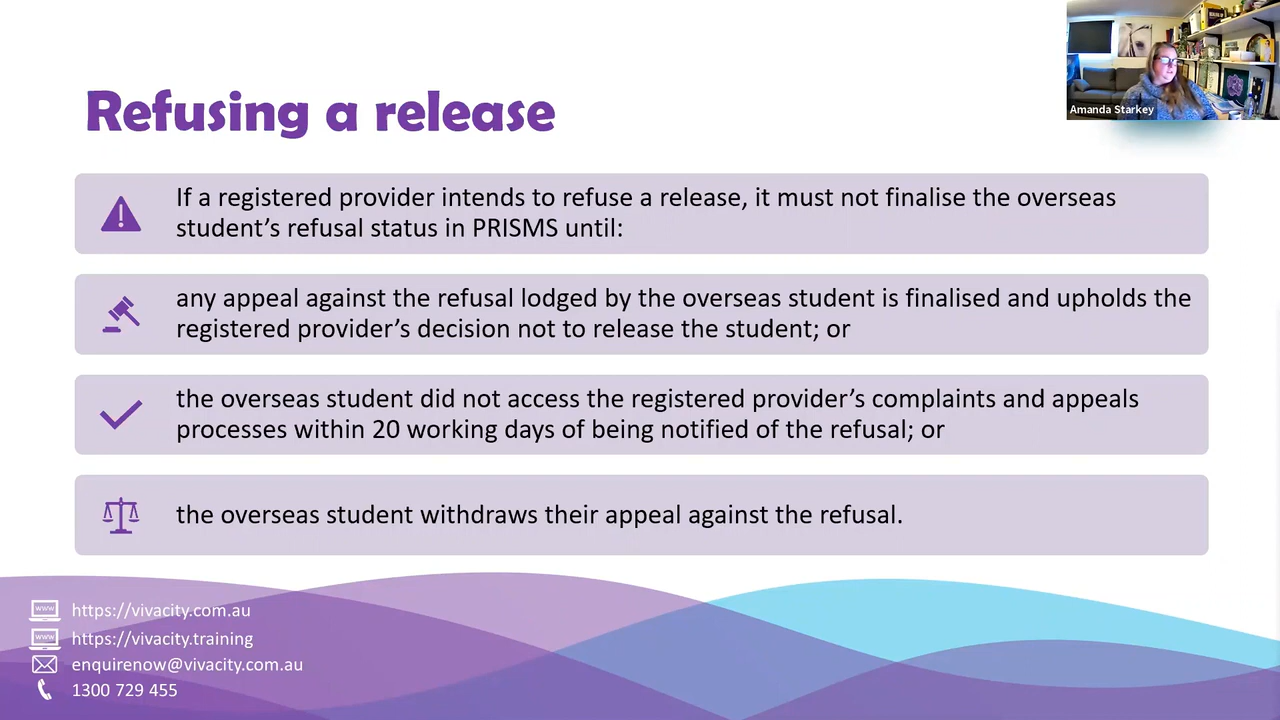 Amanda Starkey
Refusing a release
If a registered provider intends to refuse a release, it must not finalise the overseas
student’s refusal status in PRISMS until:
any appeal against the refusal lodged by the overseas student is finalised and upholds the
registered provider’s decision not to release the student; or
the overseas student did not access the registered provider’s complaints and appeals
processes within 20 working days of being notified of the refusal; or
the overseas student withdraws their appeal against the refusal.
www https://vivacity.com.au
www https://vivacity.training
enquirenow@vivacity.com.au
1300 729 455